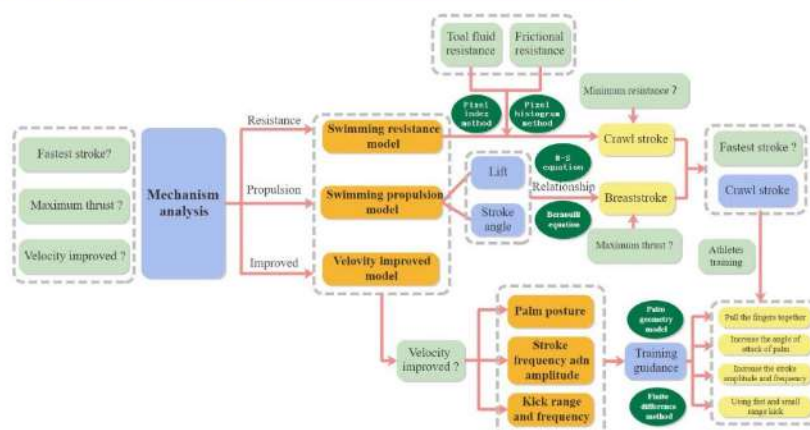 Toal fluid
resistance
Frictional
resistance
Pixel
index
method
Pixel
histogram
method
Minimum resistance ?
Resistance
Swimming resistance
model
Crawl stroke
Fastest stroke?
Maximum thrust ?
Velocity improved ?
Mechanism
analysis
Propulsion
Swimming propulsion
model
Lift
Stroke
angle
N-S
equation
Relationship
Bernoulli
equation
Breaststroke
Maximum thrust ?
Fastest stroke ?
Crawl stroke
Improved
Velovity improved
model
Athletes
training
Velocity
improved ?
Palm posture
Stroke
frequency adn
amplitude
Kick range
and frequency
Palm
geometry
model
Training
guidance
Finite
difference
method
Pull the fingers together
Increase the angle of
attack of palm
Increase the stroke
amplitude and frequency
Using fast and small
range kick